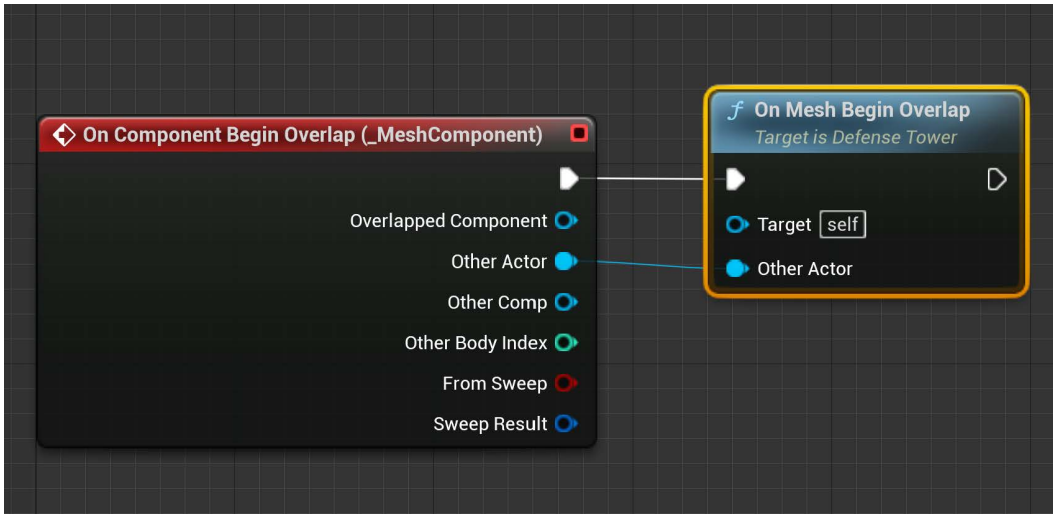 On Component Begin Overlap (_MeshComponent)
Overlapped Component
Other Actor
Other Comp
Other Body Index
From Sweep
Sweep Result
f On Mesh Begin Overlap
Target is Defense Tower
Target self
Other Actor